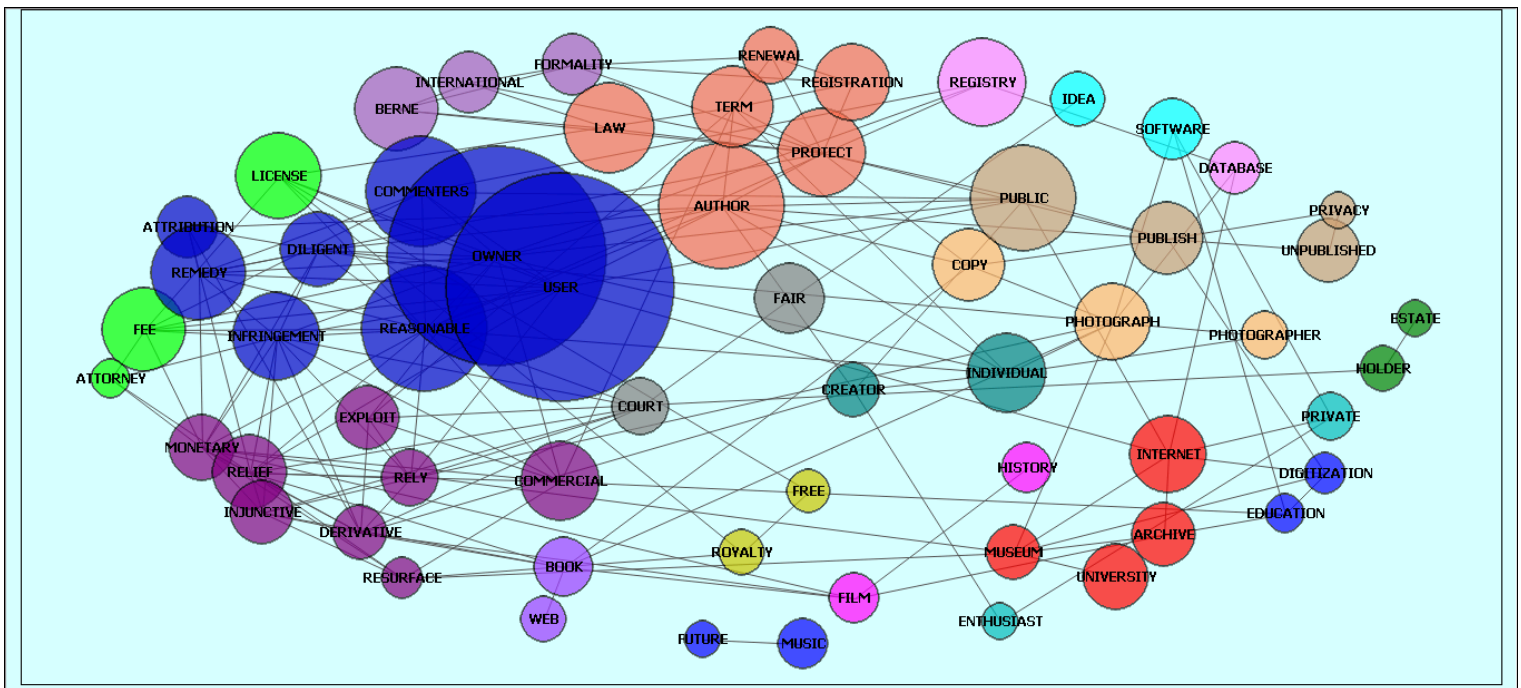 RENEWAL
FORMALITY
INTERNATIONAL
REGISTRATION
REGISTRY
IDEA
BERNE
TERM
LAW
SOFTWARE
PROTECT
DATABASE
LICENSE
COMMENTERS
PUBLIC
AUTHOR
PRIVACY
ATTRIBUTION
PUBLISH
DILIGENT
UNPUBLISHED
OWNER
COPY
REMEDY
USER
FAIR
ESTATE
PHOTOGRAPH
FEE
REASONABLE
INFRINGEMENT
PHOTOGRAPHER
HOLDER
INDIVIDUAL
ATTORNEY
CREATOR
COURT
EXPLOIT
PRIVATE
MONETARY
INTERNET
HISTORY
RELIEF
DIGITIZATION
RELY
COMMERCIAL
FREE
INJUNCTIVE
EDUCATION
DERIVATIVE
ARCHIVE
ROYALTY
MUSEUM
BOOK
RESURFACE
UNIVERSITY
FILM
WEB
ENTHUSIAST
FUTURE
MUSIC